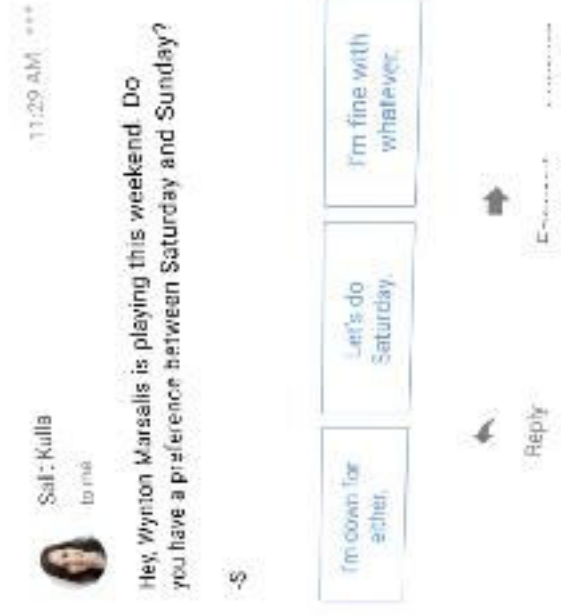 Salit Kulla
11:29 AM
to me
Hey, Wynton Marsalis is playing this weekend. Do
you have a preference between Saturday and Sunday?
-S
I'm down for
either.
Let's do
Saturday.
I'm fine with
whatever.
Reply